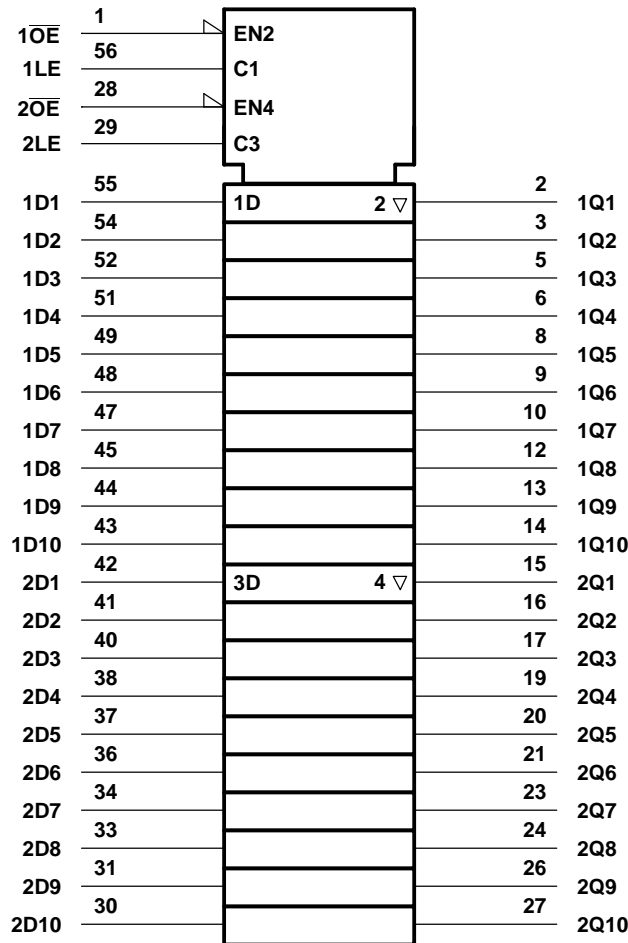 1O̅E̅ 1 EN2
1LE 56 C1
2O̅E̅ 28 EN4
2LE 29 C3
1D1 55 1D 2 ▽ 2 1Q1
1D2 54 3 1Q2
1D3 52 5 1Q3
1D4 51 6 1Q4
1D5 49 8 1Q5
1D6 48 9 1Q6
1D7 47 10 1Q7
1D8 45 12 1Q8
1D9 44 13 1Q9
1D10 43 14 1Q10
2D1 42 3D 4 ▽ 15 2Q1
2D2 41 16 2Q2
2D3 40 17 2Q3
2D4 38 19 2Q4
2D5 37 20 2Q5
2D6 36 21 2Q6
2D7 34 23 2Q7
2D8 33 24 2Q8
2D9 31 26 2Q9
2D10 30 27 2Q10